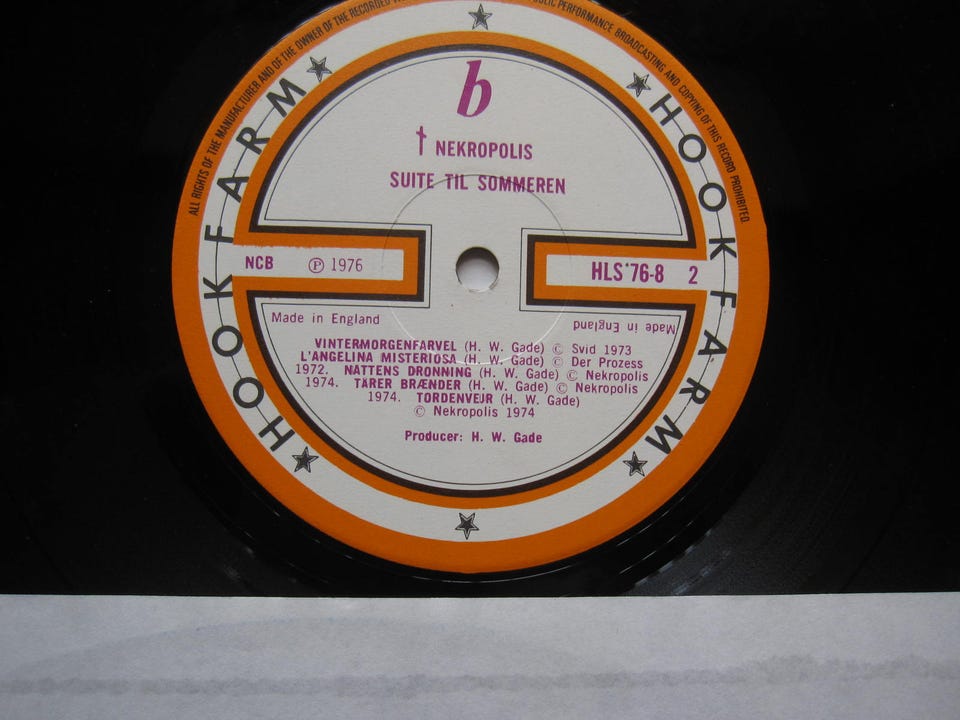 ALL RIGHTS OF THE MANUFACTURER AND OF THE OWNER OF THE RECORDED
PERFORMANCE BROADCASTING AND COPYING OF THIS RECORD PROHIBITED
HOOKFARM
HOOKFARM
b
† NEKROPOLIS
SUITE TIL SOMMEREN
NCB ℗ 1976
HLS'76-8 2
Made in England
Made in England
VINTERMORGENFARVEL (H. W. Gade) © Svid 1973
L'ANGELINA MISTERIOSA (H. W. Gade) © Der Prozess
1972. NATTENS DRONNING (H. W. Gade) © Nekropolis
1974. TÅRER BRÆNDER (H. W. Gade) © Nekropolis
1974. TORDENVEJR (H. W. Gade)
© Nekropolis 1974
Producer: H. W. Gade